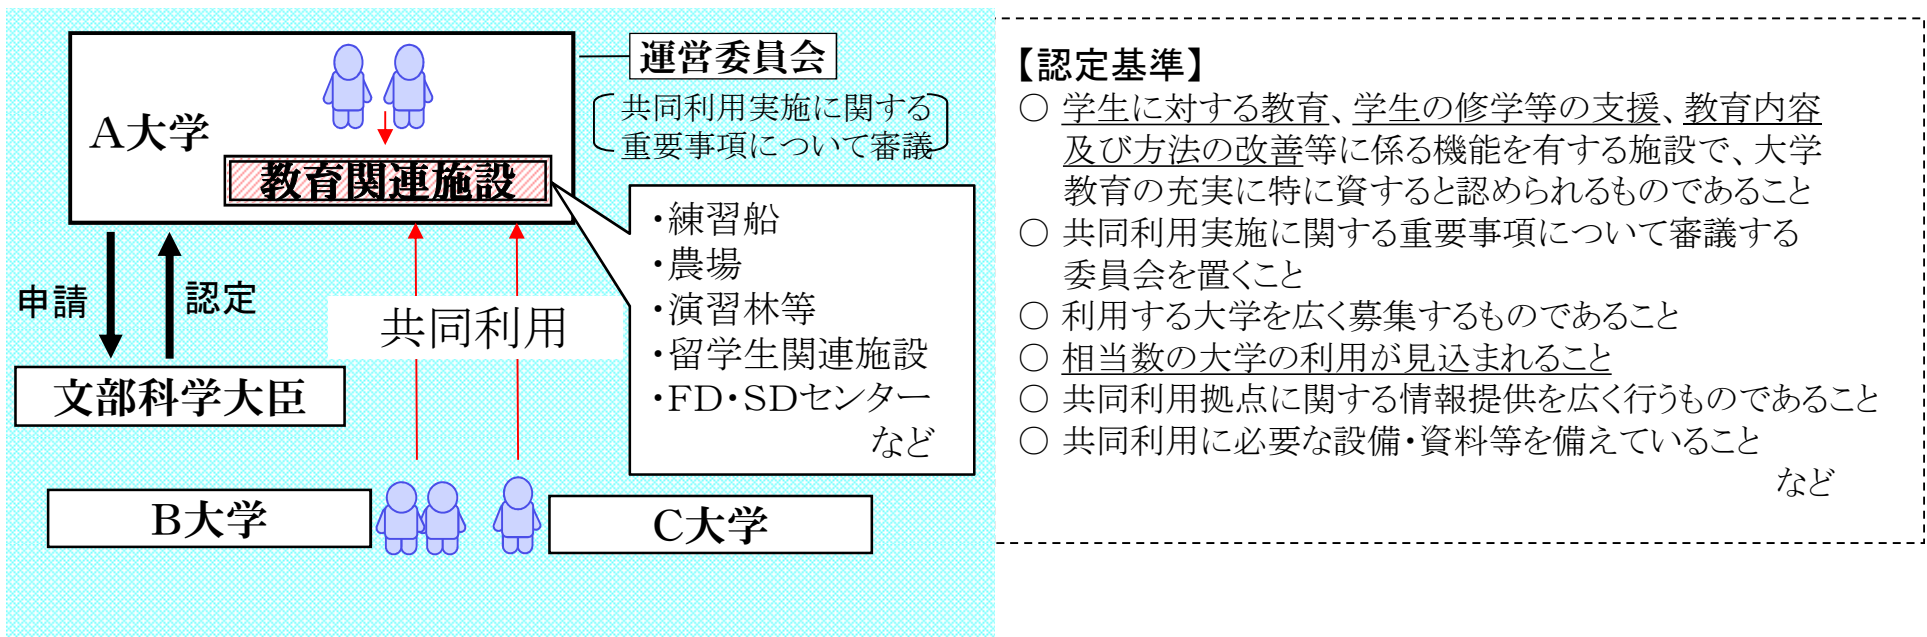 A大学
教育関連施設
運営委員会
共同利用実施に関する
重要事項について審議
申請
認定
共同利用
文部科学大臣
・練習船
・農場
・演習林等
・留学生関連施設
・FD・SDセンター
など
B大学
C大学
【認定基準】
○ 学生に対する教育、学生の修学等の支援、教育内容
及び方法の改善等に係る機能を有する施設で、大学
教育の充実に特に資すると認められるものであること
○ 共同利用実施に関する重要事項について審議する
委員会を置くこと
○ 利用する大学を広く募集するものであること
○ 相当数の大学の利用が見込まれること
○ 共同利用拠点に関する情報提供を広く行うものであること
○ 共同利用に必要な設備・資料等を備えていること
など